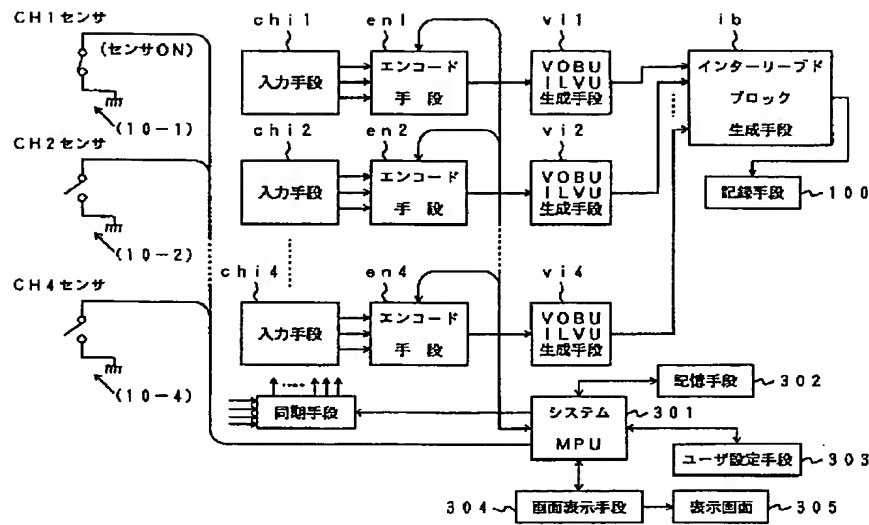 CH1センサ
(センサON)
(10-1)
CH2センサ
(10-2)
CH4センサ
(10-4)
chi1
入力手段
en1
エンコード
手段
vi1
VOBU
ILVU
生成手段
ib
インターリーブド
ブロック
生成手段
chi2
入力手段
en2
エンコード
手段
vi2
VOBU
ILVU
生成手段
記録手段
100
chi4
入力手段
en4
エンコード
手段
vi4
VOBU
ILVU
生成手段
同期手段
システム
MPU
301
記憶手段
302
ユーザ設定手段
303
304
画面表示手段
表示画面
305